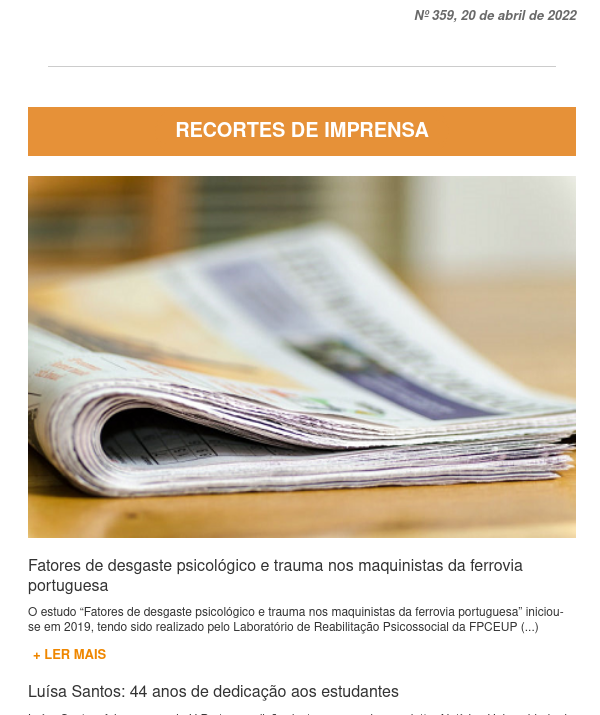 Nº 359, 20 de abril de 2022
RECORTES DE IMPRENSA
Fatores de desgaste psicológico e trauma nos maquinistas da ferrovia
portuguesa
O estudo “Fatores de desgaste psicológico e trauma nos maquinistas da ferrovia portuguesa” iniciou-
se em 2019, tendo sido realizado pelo Laboratório de Reabilitação Psicossocial da FPCEUP (...)
+ LER MAIS
Luísa Santos: 44 anos de dedicação aos estudantes